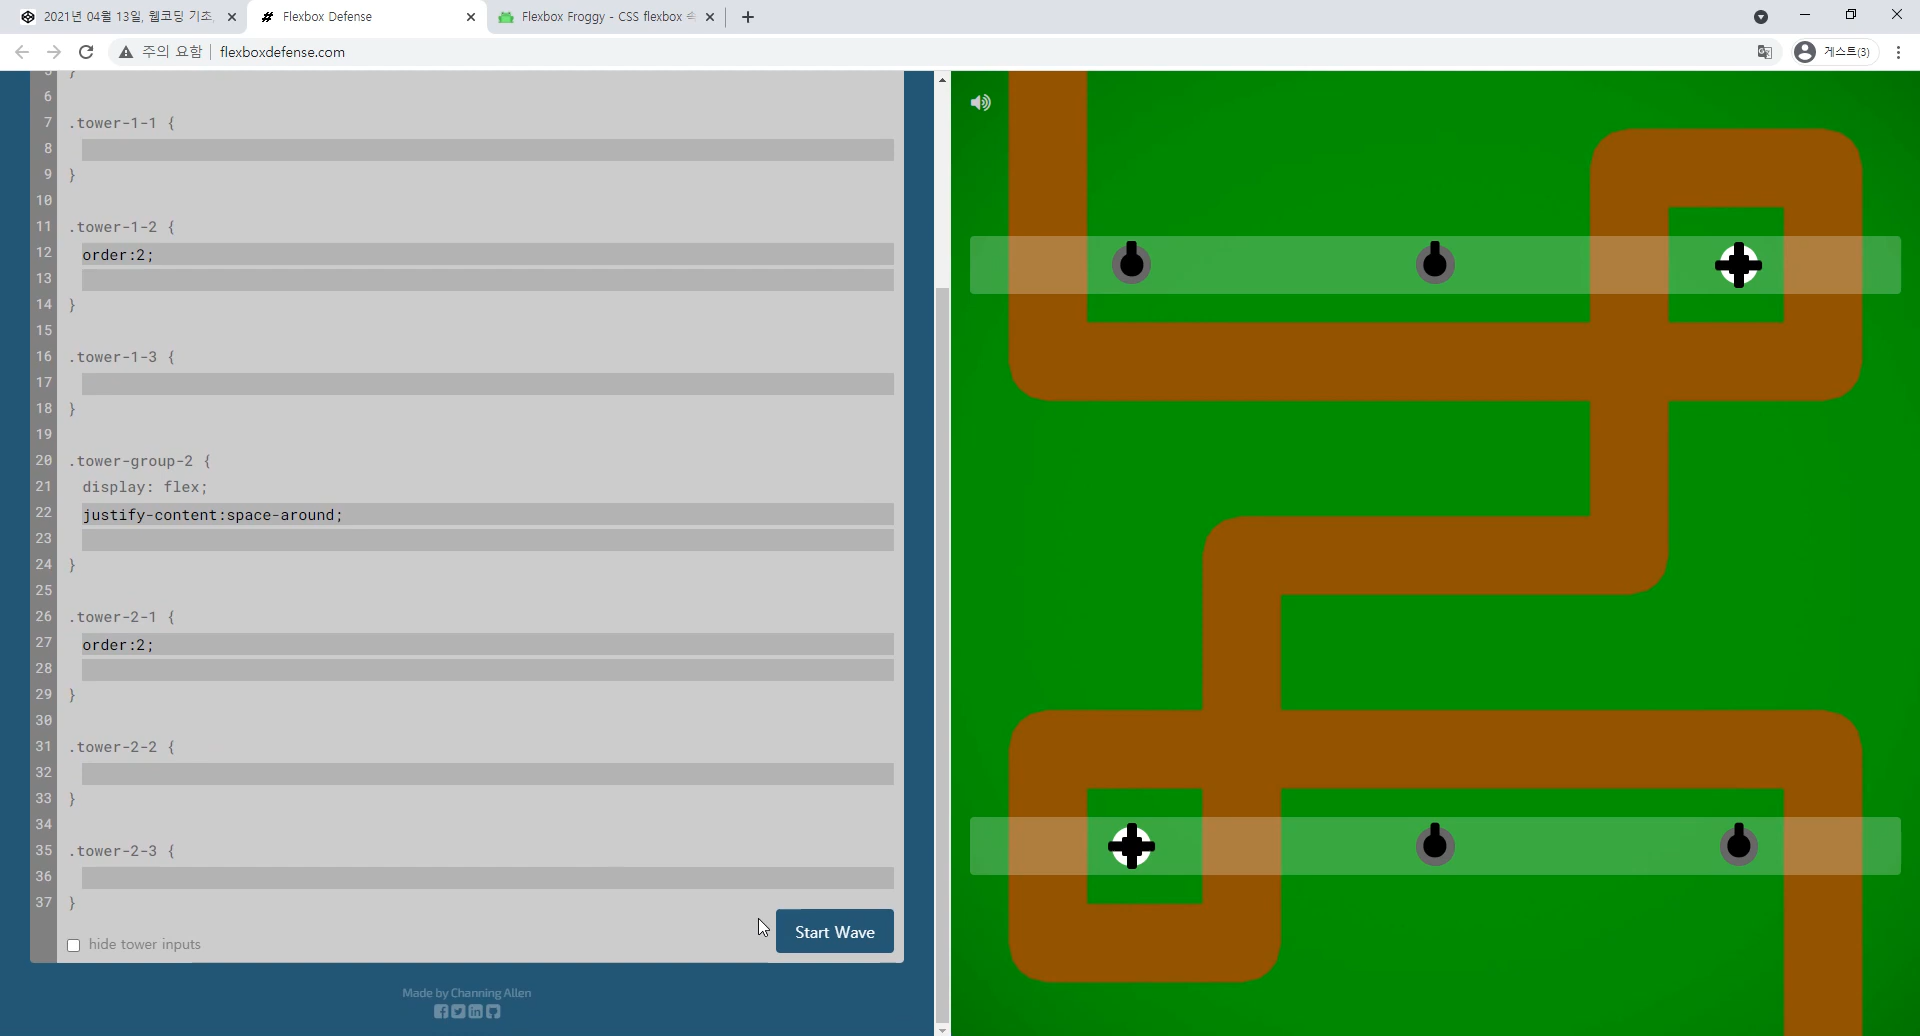 2021년 04월 13일, 웹코딩 기초
Flexbox Defense
Flexbox Froggy - CSS flexbox 속
주의 요함
flexboxdefense.com
게스트(3)
5 }
6
7 .tower-1-1 {
8
9 }
10
11 .tower-1-2 {
12 order:2;
13
14 }
15
16 .tower-1-3 {
17
18 }
19
20 .tower-group-2 {
21 display: flex;
22 justify-content:space-around;
23
24 }
25
26 .tower-2-1 {
27 order:2;
28
29 }
30
31 .tower-2-2 {
32
33 }
34
35 .tower-2-3 {
36
37 }
hide tower inputs
Start Wave
Made by Channing Allen